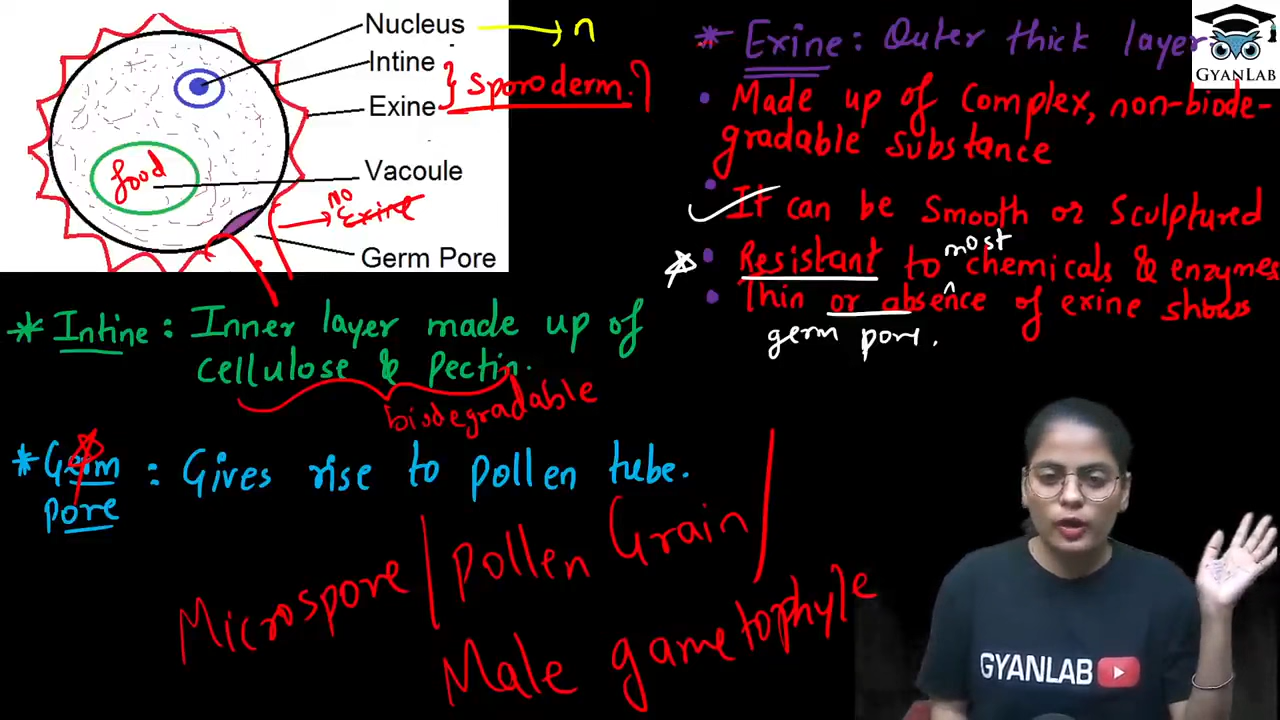 Nucleus → n
Intine
Exine
} Sporoderm. }
Vacoule
food
no
Exine
Germ Pore
* Intine : Inner layer made up of
cellulose & Pectin.
biodegradable
* Germ : Gives rise to pollen tube.
pore
Microspore / Pollen Grain /
Male gametophyle
* Exine : Outer thick layer
GYANLAB
• Made up of Complex, non-biode-
gradable substance
• It can be smooth or sculptured
• Resistant to most chemicals & enzymes
• Thin or absence of exine shows
germ pore.
GYANLAB